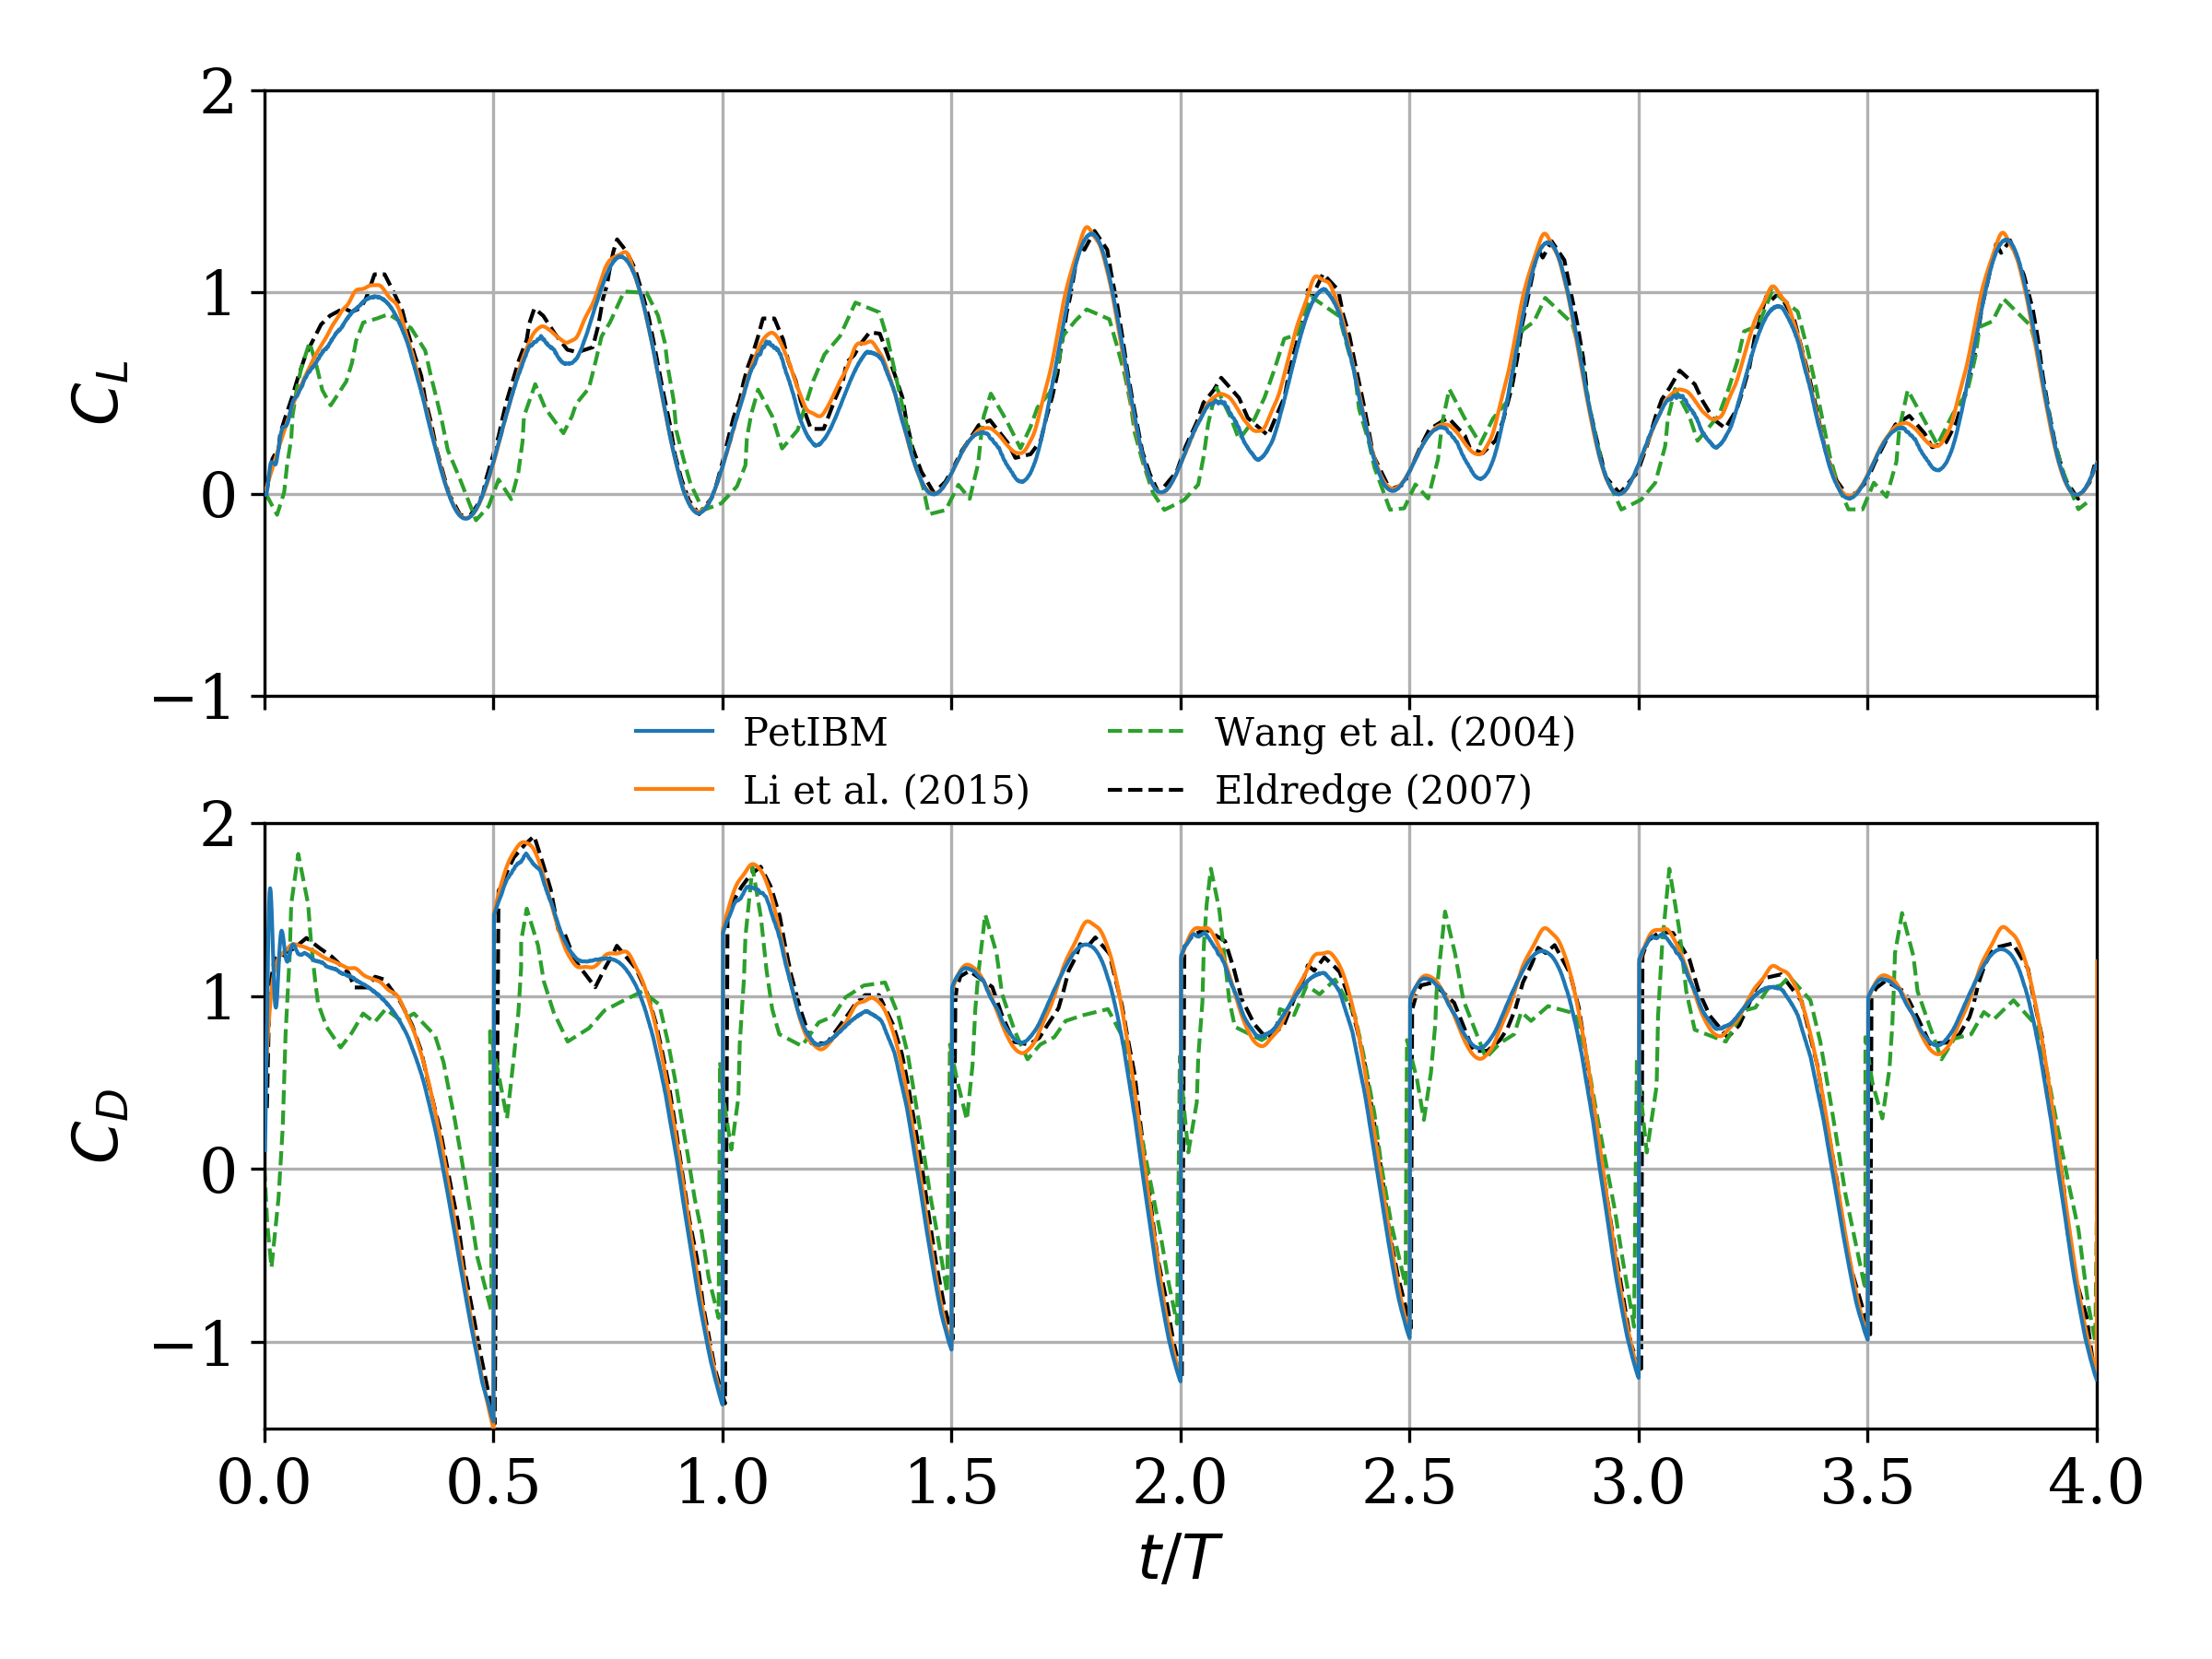 2
1
0
−1
C_L
PetIBM
Li et al. (2015)
Wang et al. (2004)
Eldredge (2007)
2
1
0
−1
C_D
0.0 0.5 1.0 1.5 2.0 2.5 3.0 3.5 4.0
t/T